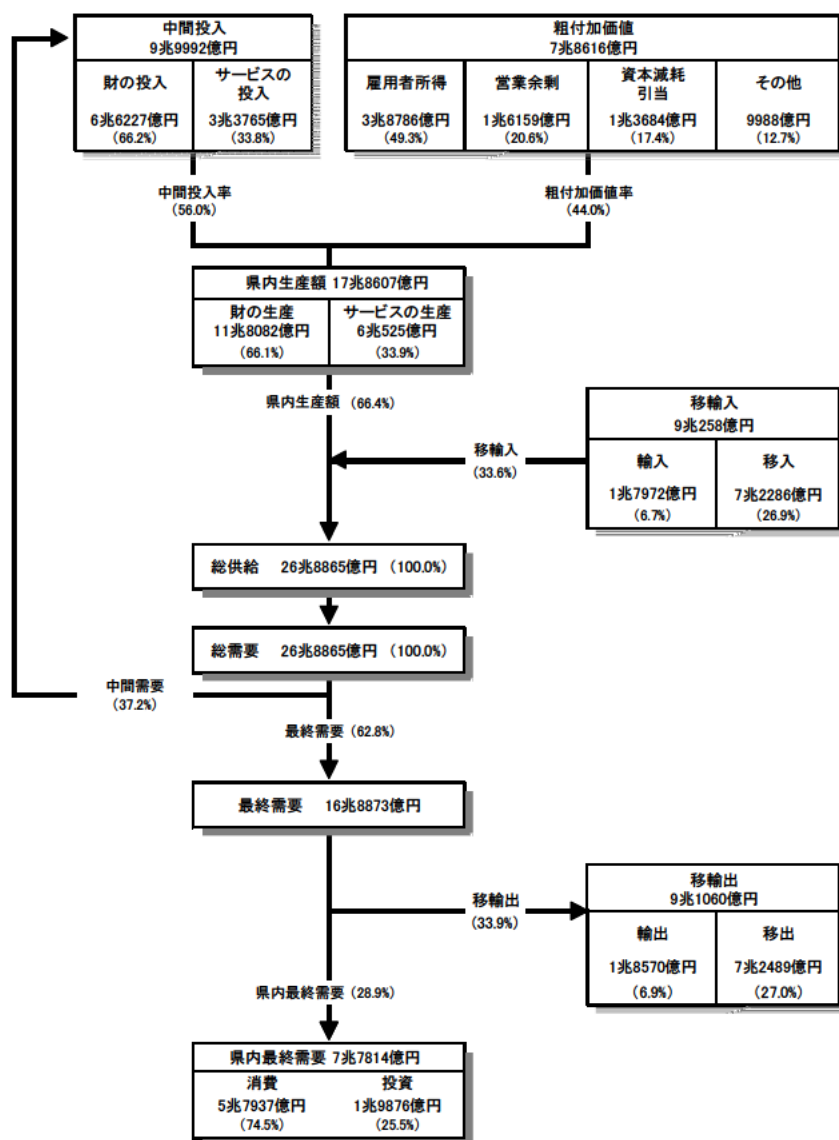 中間投入
9兆9992億円
財の投入
6兆6227億円
(66.2%)
サービスの
投入
3兆3765億円
(33.8%)
粗付加価値
7兆8616億円
雇用者所得
3兆8786億円
(49.3%)
営業余剰
1兆6159億円
(20.6%)
資本減耗
引当
1兆3684億円
(17.4%)
その他
9988億円
(12.7%)
中間投入率
(56.0%)
粗付加価値率
(44.0%)
県内生産額 17兆8607億円
財の生産
11兆8082億円
(66.1%)
サービスの生産
6兆525億円
(33.9%)
県内生産額 (66.4%)
移輸入
(33.6%)
移輸入
9兆258億円
輸入
1兆7972億円
(6.7%)
移入
7兆2286億円
(26.9%)
総供給 26兆8865億円 (100.0%)
総需要 26兆8865億円 (100.0%)
中間需要
(37.2%)
最終需要 (62.8%)
最終需要 16兆8873億円
移輸出
(33.9%)
移輸出
9兆1060億円
輸出
1兆8570億円
(6.9%)
移出
7兆2489億円
(27.0%)
県内最終需要 (28.9%)
県内最終需要 7兆7814億円
消費
5兆7937億円
(74.5%)
投資
1兆9876億円
(25.5%)